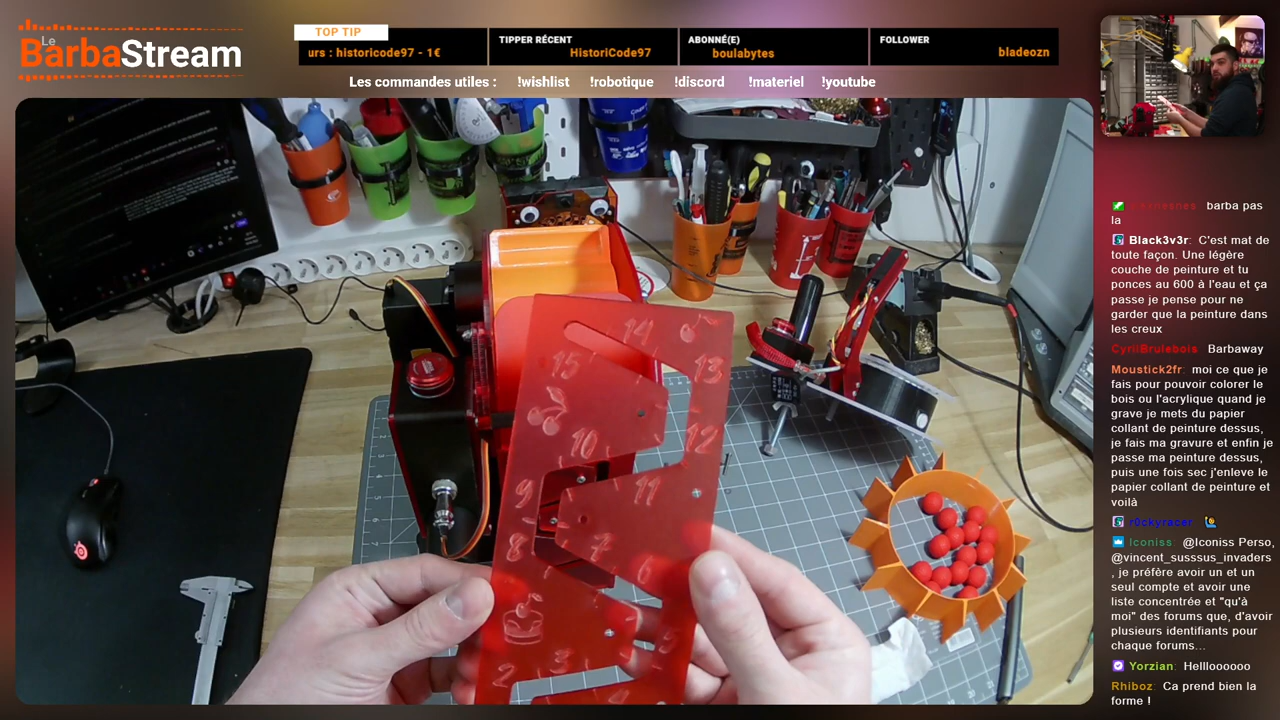 Le
BarbaStream
TOP TIP
urs : historicode97 - 1€
TIPPER RÉCENT
HistoriCode97
ABONNÉ(E)
boulabytes
FOLLOWER
bladeozn
Les commandes utiles : !wishlist !robotique !discord !materiel !youtube
14
13
15
12
10
11
9
8
7
6
5
3
2
barba pas
la
Black3v3r: C'est mat de
toute façon. Une légère
couche de peinture et tu
ponces au 600 à l'eau et ça
passe je pense pour ne
garder que la peinture dans
les creux
CyrilBrulebois Barbaway
Moustick2fr: moi ce que je
fais pour pouvoir colorer le
bois ou l'acrylique quand je
grave je mets du papier
collant de peinture dessus,
je fais ma gravure et enfin je
passe ma peinture dessus,
puis une fois sec j'enleve le
papier collant de peinture et
voilà
r0ckyracer
Iconiss: @Iconiss Perso,
@vincent_susssus_invaders
, je préfère avoir un et un
seul compte et avoir une
liste concentrée et "qu'à
moi" des forums que, d'avoir
plusieurs identifiants pour
chaque forums...
Yorzian: Hellloooooo
Rhiboz: Ca prend bien la
forme !